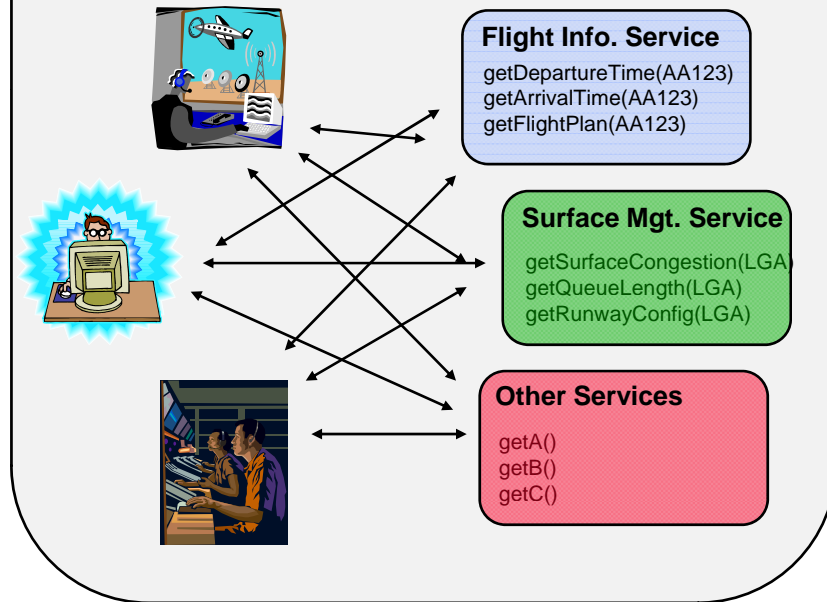 Flight Info. Service
getDepartureTime(AA123)
getArrivalTime(AA123)
getFlightPlan(AA123)
Surface Mgt. Service
getSurfaceCongestion(LGA)
getQueueLength(LGA)
getRunwayConfig(LGA)
Other Services
getA()
getB()
getC()